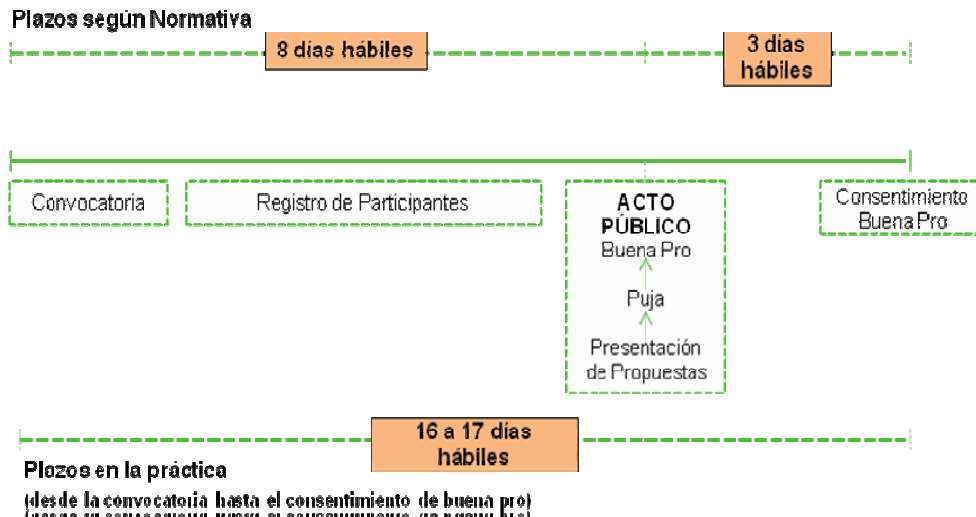 Plazos según Normativa
8 días hábiles
3 días
hábiles
Convocatoria
Registro de Participantes
ACTO
PÚBLICO
Buena Pro
Puja
Presentación
de Propuestas
Consentimiento
Buena Pro
16 a 17 días
hábiles
Plazos en la práctica
(desde la convocatoria hasta el consentimiento de buena pro)